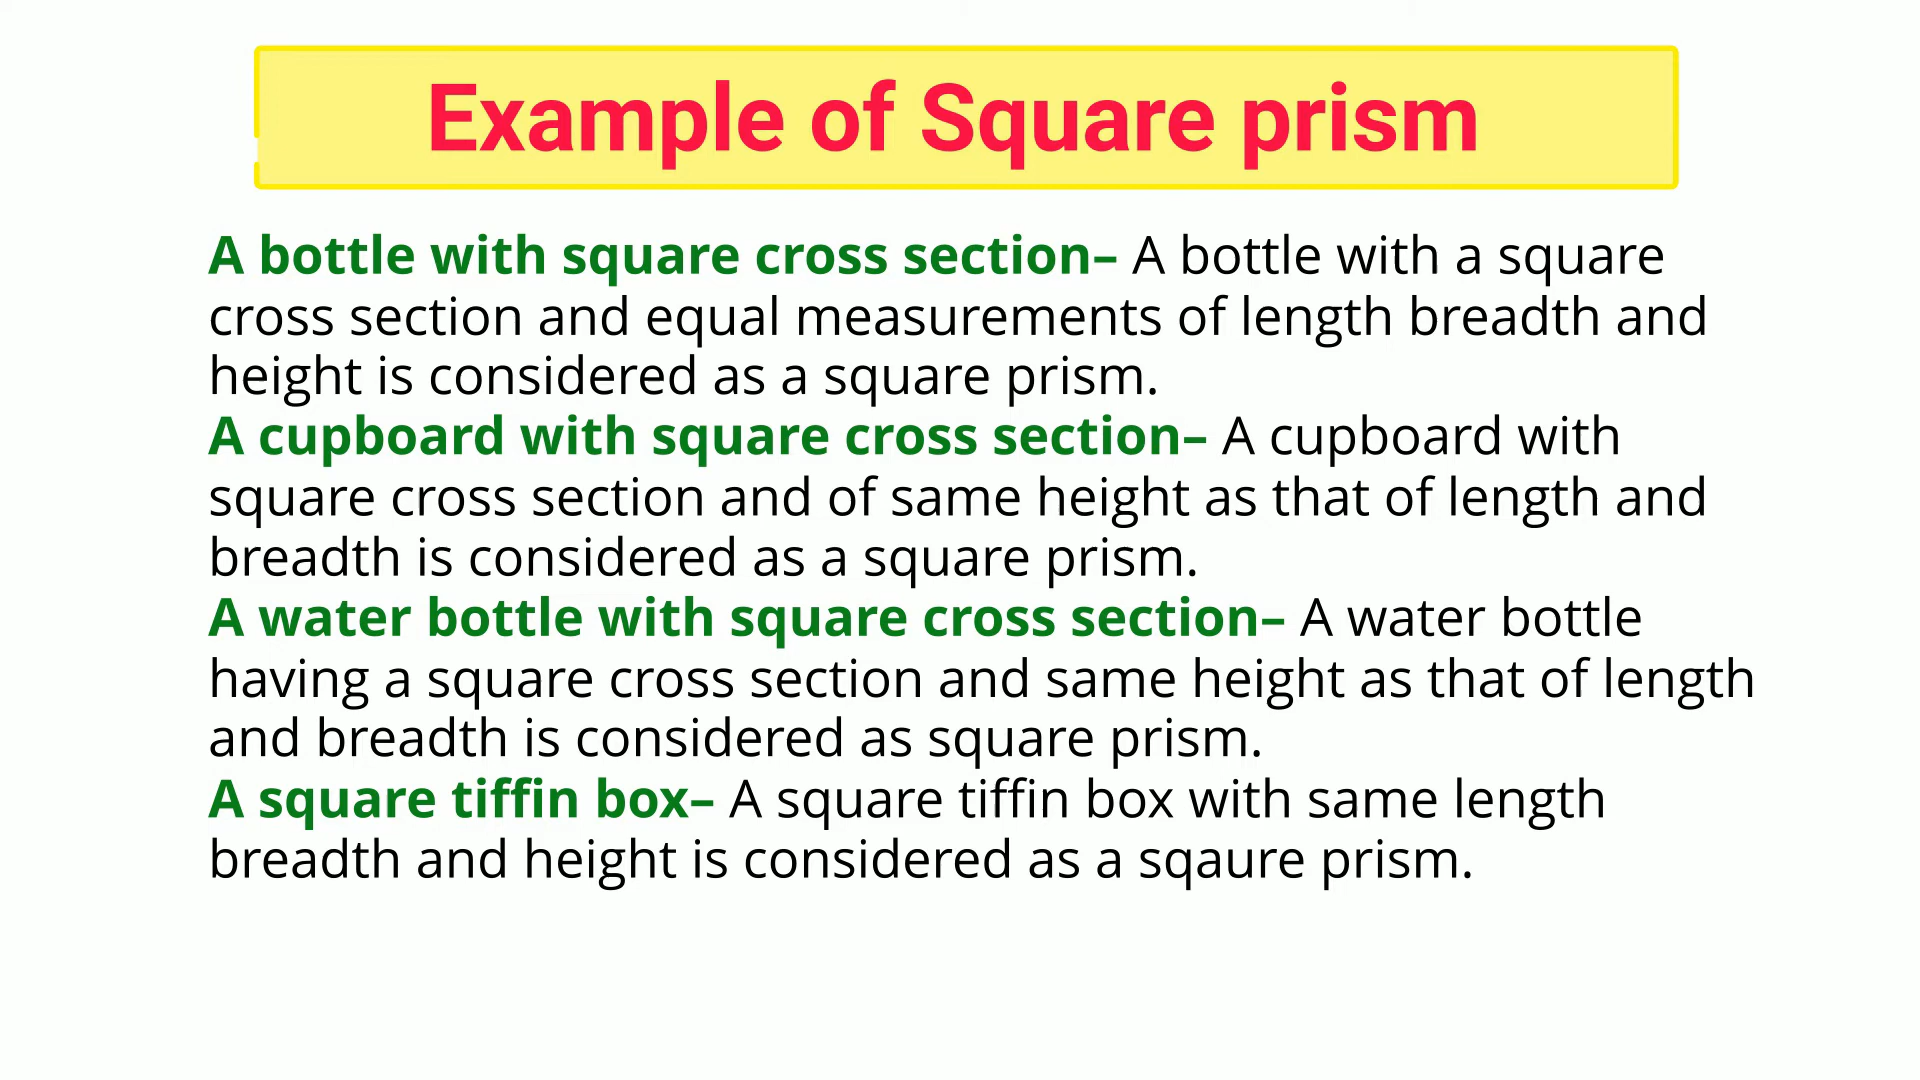 Example of Square prism
A bottle with square cross section– A bottle with a square
cross section and equal measurements of length breadth and
height is considered as a square prism.
A cupboard with square cross section– A cupboard with
square cross section and of same height as that of length and
breadth is considered as a square prism.
A water bottle with square cross section– A water bottle
having a square cross section and same height as that of length
and breadth is considered as square prism.
A square tiffin box– A square tiffin box with same length
breadth and height is considered as a sqaure prism.